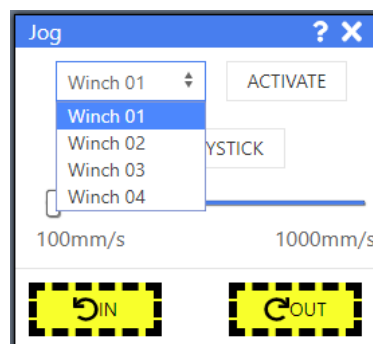 Jog ?
Winch 01 ACTIVATE
Winch 01
Winch 02
YSTICK
Winch 03
Winch 04
100mm/s 1000mm/s
IN OUT